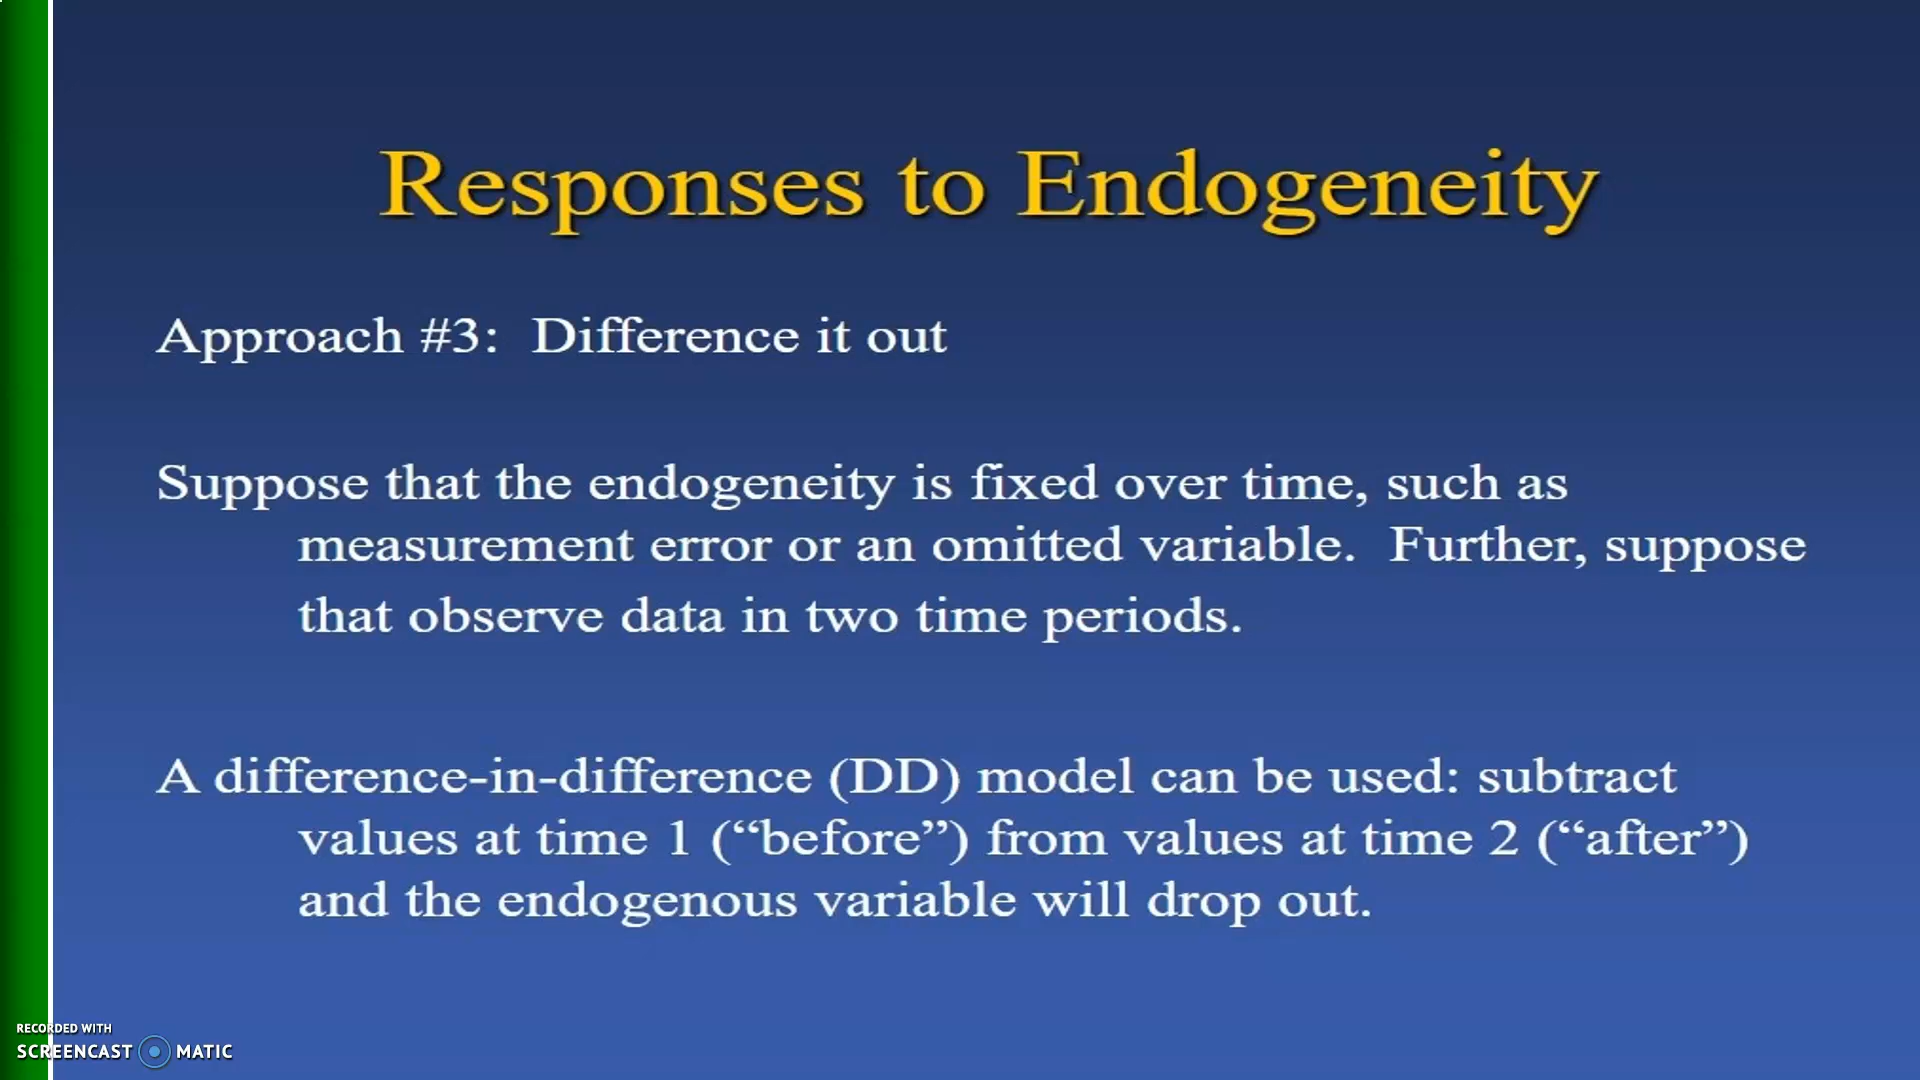 Responses to Endogeneity
Approach #3:  Difference it out
Suppose that the endogeneity is fixed over time, such as
measurement error or an omitted variable.  Further, suppose
that observe data in two time periods.
A difference-in-difference (DD) model can be used: subtract
values at time 1 (“before”) from values at time 2 (“after”)
and the endogenous variable will drop out.
RECORDED WITH
SCREENCAST MATIC